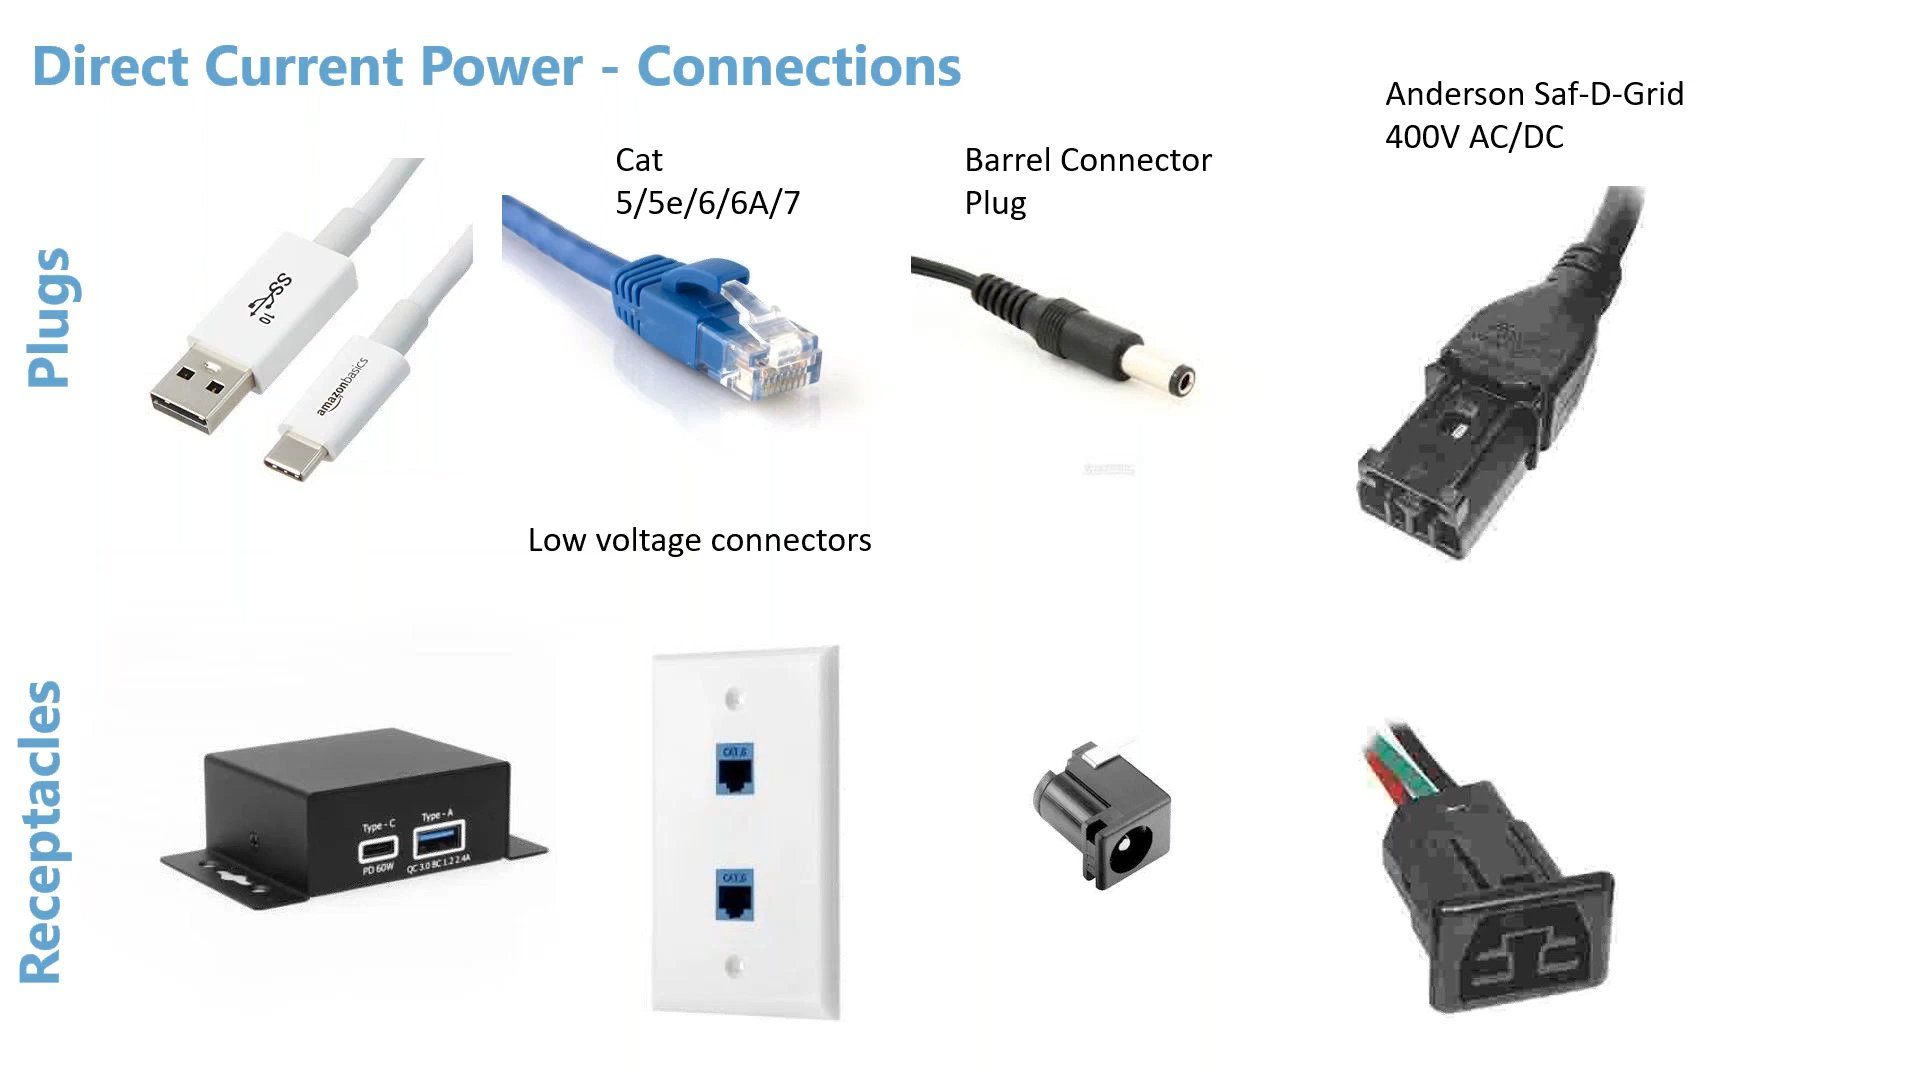 Direct Current Power - Connections
Anderson Saf-D-Grid
400V AC/DC
Cat
5/5e/6/6A/7
Barrel Connector
Plug
Plugs
SS
10
amazonbasics
Low voltage connectors
Receptacles
Type - C
Type - A
PD 60W
QC 3.0 BC 1.2 2.4A
CAT.6
CAT.6